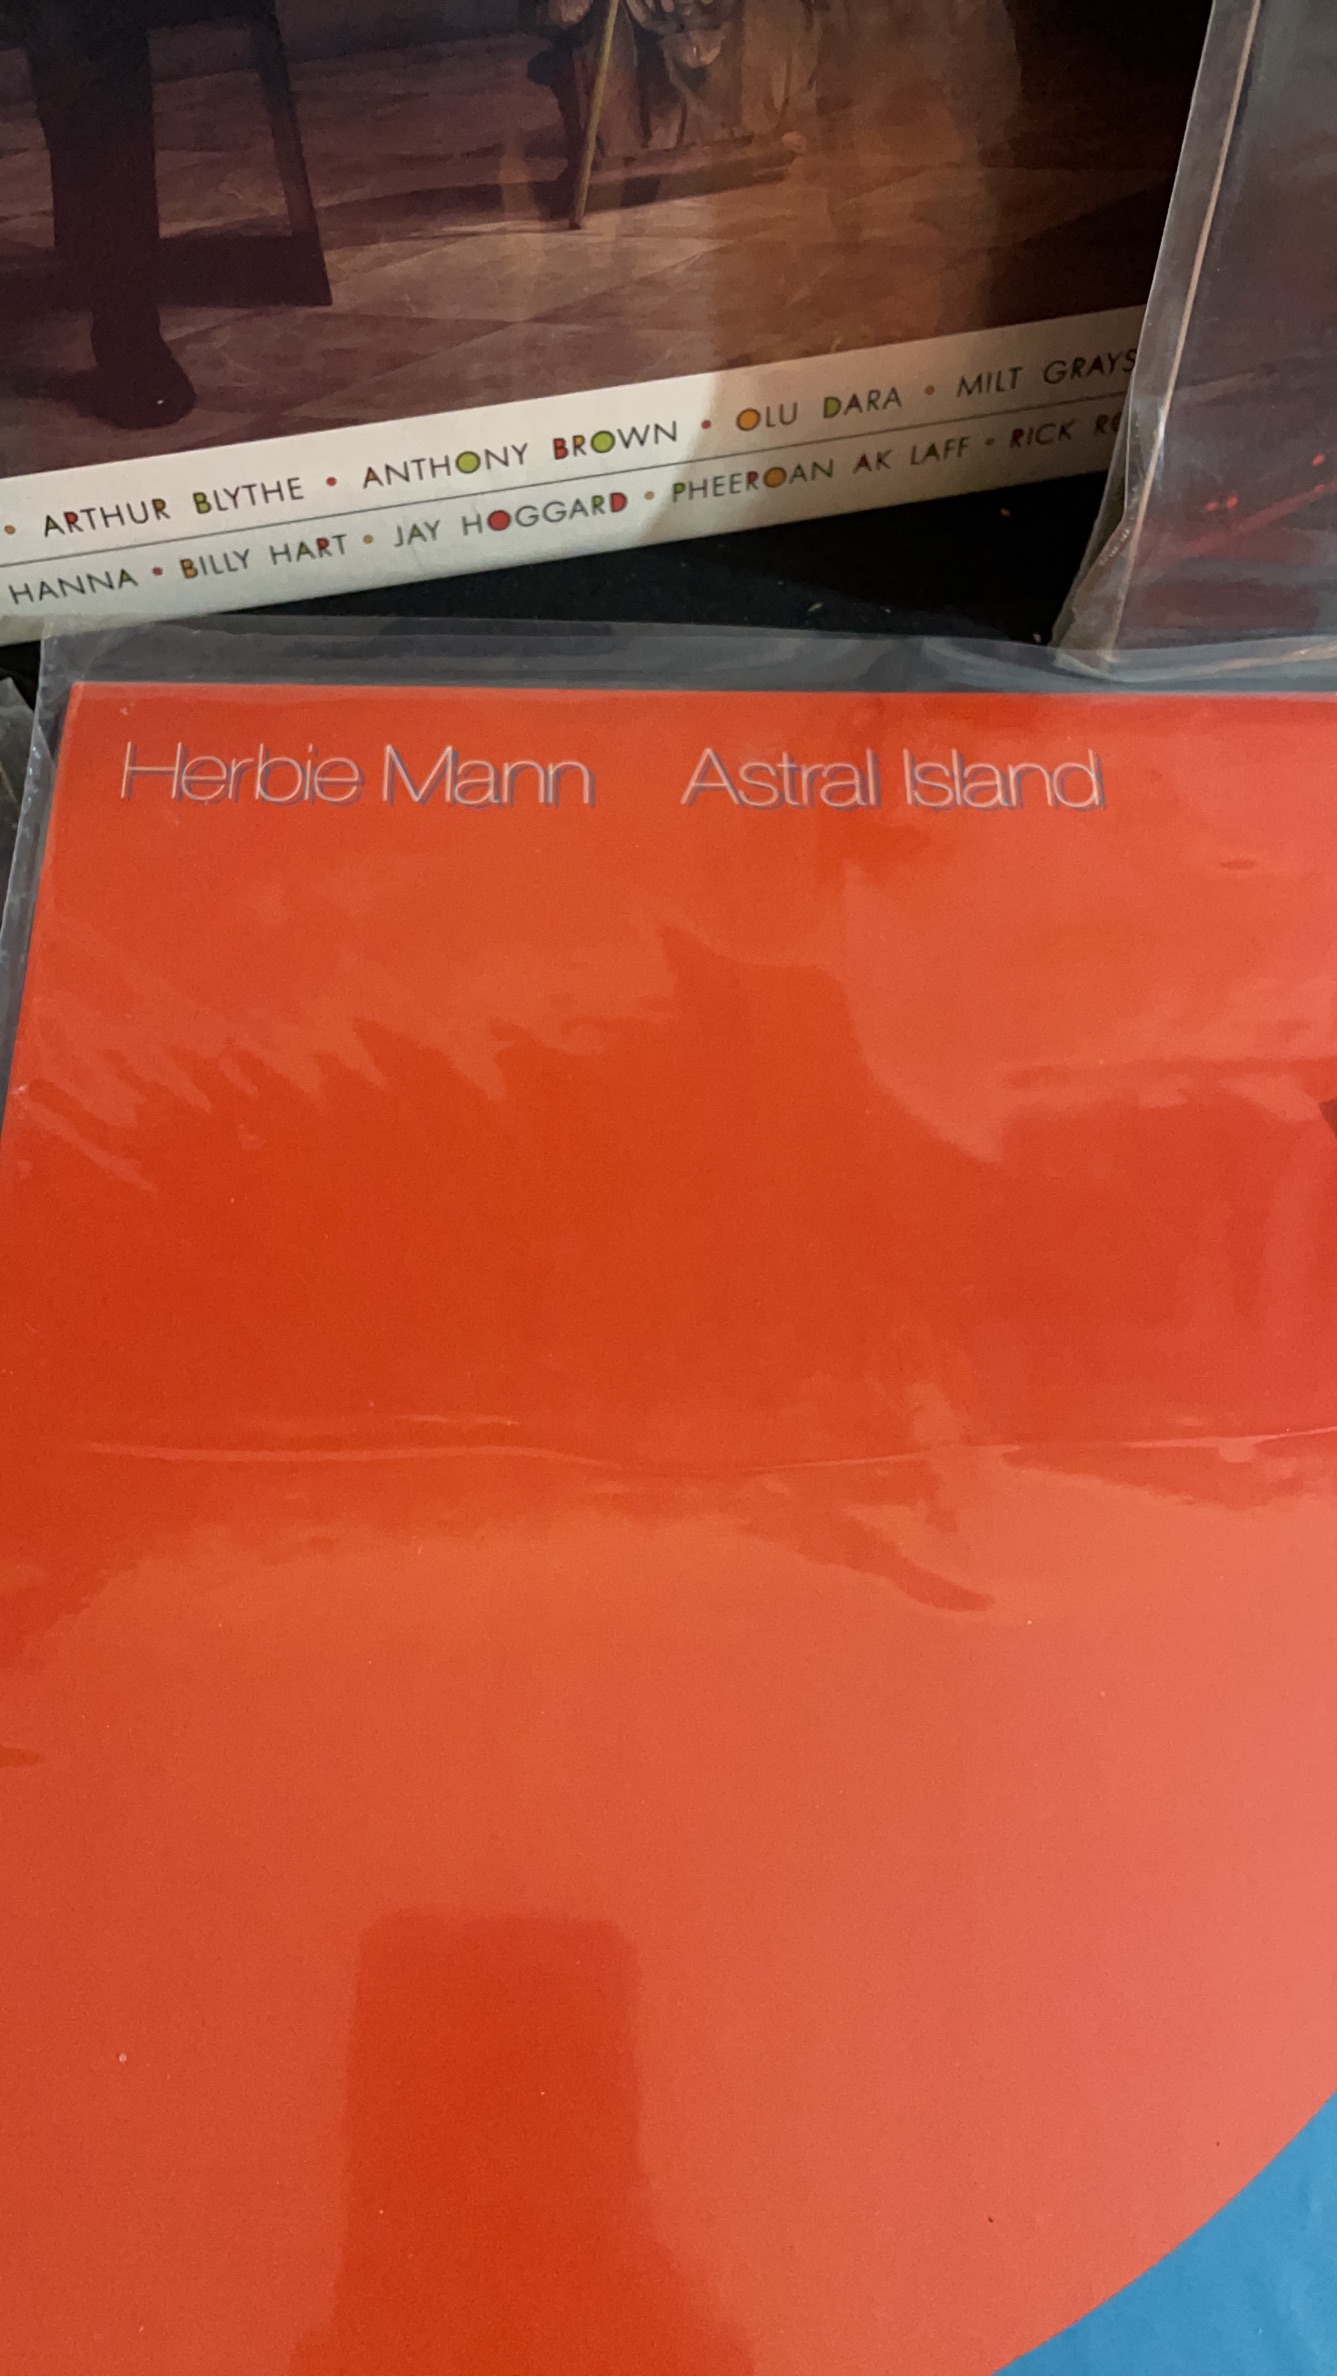 • ARTHUR BLYTHE • ANTHONY BROWN • OLU DARA • MILT GRAYS
HANNA • BILLY HART • JAY HOGGARD • PHEEROAN AK LAFF • RICK RO
Herbie Mann Astral Island